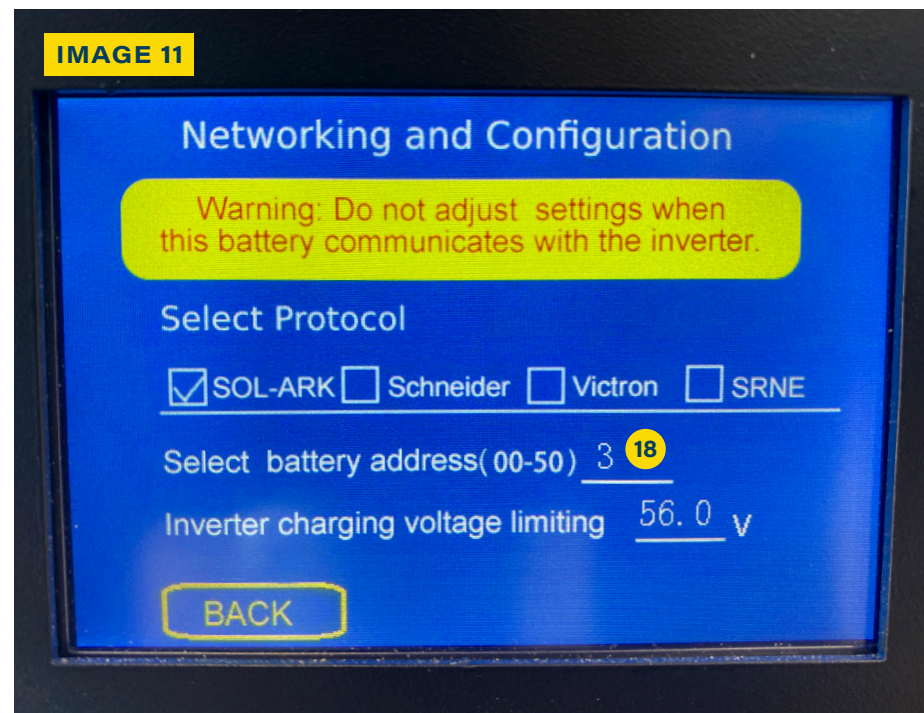 IMAGE 11
Networking and Configuration
Warning: Do not adjust settings when
this battery communicates with the inverter.
Select Protocol
SOL-ARK Schneider Victron SRNE
Select battery address(00-50) 3 18
Inverter charging voltage limiting 56.0 V
BACK